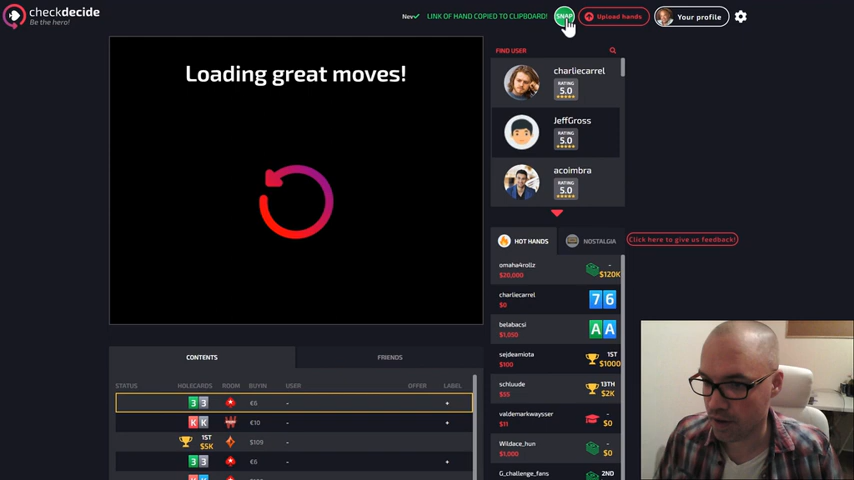 checkdecide
Be the hero!
New✓ LINK OF HAND COPIED TO CLIPBOARD! SNAP Upload hands Your profile
Loading great moves!
FIND USER
charliecarrel
RATING
5.0
JeffGross
RATING
5.0
acoimbra
RATING
5.0
HOT HANDS NOSTALGIA Click here to give us feedback!
omaha4rollz -
$20,000 $120K
charliecarrel 7 6
$0
belabacsi A A
$1,050
sejdeamiota 1ST
$100 $1000
schluude 13TH
$55 $2K
valdemarkwaysser -
$11 $0
Wildace_hun -
$1,000 $0
G_challenge_fans 2ND
CONTENTS FRIENDS
STATUS HOLECARDS ROOM BUYIN USER OFFER LABEL
3 3 €6 - +
K K W €10 - +
1ST $109 -
$5K
3 3 €6 - +